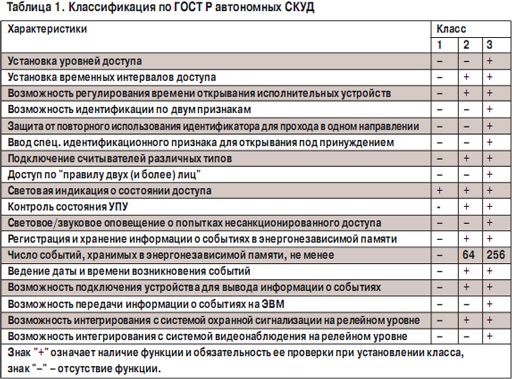 Таблица 1. Классификация по ГОСТ Р автономных СКУД
Характеристики Класс
1 2 3
Установка уровней доступа – – +
Установка временных интервалов доступа – + +
Возможность регулирования времени открывания исполнительных устройств – + +
Возможность идентификации по двум признакам – – +
Защита от повторного использования идентификатора для прохода в одном направлении – – +
Ввод спец. идентификационного признака для открывания под принуждением – – +
Подключение считывателей различных типов – + +
Доступ по "правилу двух (и более) лиц" – – +
Световая индикация о состоянии доступа + + +
Контроль состояния УПУ - + +
Световое/звуковое оповещение о попытках несанкционированного доступа – – +
Регистрация и хранение информации о событиях в энергонезависимой памяти – + +
Число событий, хранимых в энергонезависимой памяти, не менее – 64 256
Ведение даты и времени возникновения событий – + +
Возможность подключения устройства для вывода информации о событиях – + +
Возможность передачи информации о событиях на ЭВМ – – +
Возможность интегрирования с системой охранной сигнализации на релейном уровне – + +
Возможность интегрирования с системой видеонаблюдения на релейном уровне – – +
Знак "+" означает наличие функции и обязательность ее проверки при установлении класса,
знак "–" – отсутствие функции.